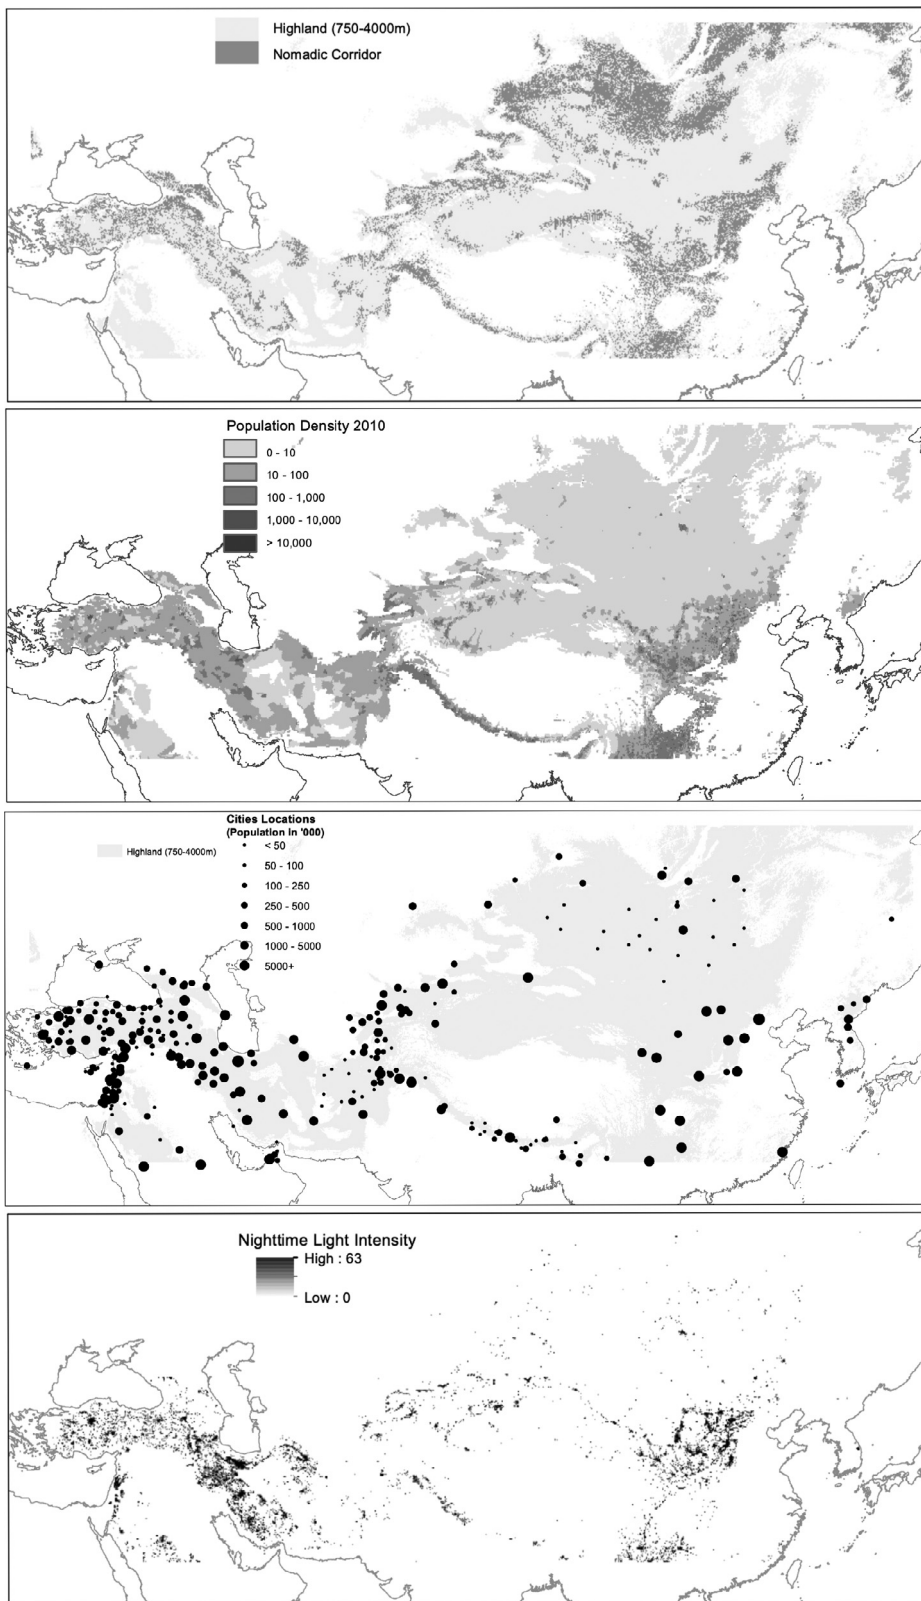 Highland (750-4000m)
Nomadic Corridor
Population Density 2010
0 - 10
10 - 100
100 - 1,000
1,000 - 10,000
> 10,000
Cities Locations
(Population in '000)
Highland (750-4000m)
< 50
50 - 100
100 - 250
250 - 500
500 - 1000
1000 - 5000
5000+
Nighttime Light Intensity
High : 63
Low : 0